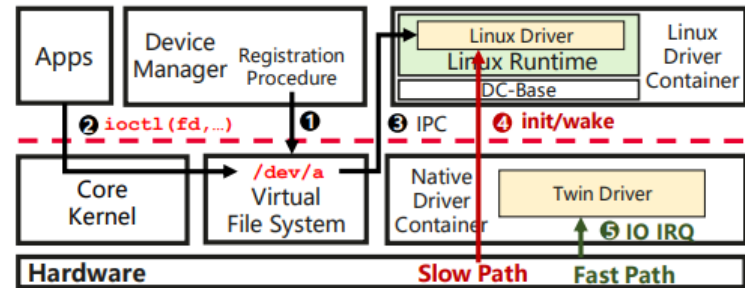 Apps
Device
Manager
Registration
Procedure
Linux Driver
Linux Runtime
DC-Base
Linux
Driver
Container
❷ ioctl(fd,…)
❶
❸ IPC
❹ init/wake
Core
Kernel
/dev/a
Virtual
File System
Native
Driver
Container
Twin Driver
❺ IO IRQ
Hardware
Slow Path
Fast Path